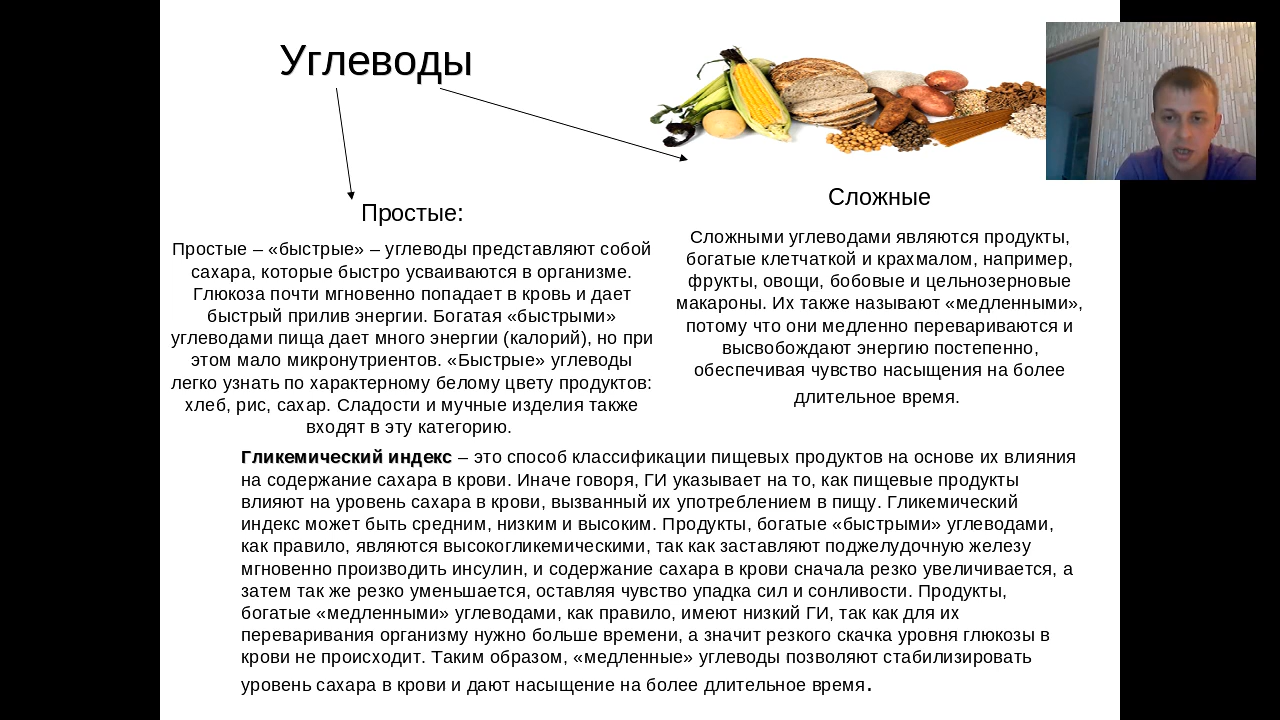 Углеводы
Простые:
Простые – «быстрые» – углеводы представляют собой
сахара, которые быстро усваиваются в организме.
Глюкоза почти мгновенно попадает в кровь и дает
быстрый прилив энергии. Богатая «быстрыми»
углеводами пища дает много энергии (калорий), но при
этом мало микронутриентов. «Быстрые» углеводы
легко узнать по характерному белому цвету продуктов:
хлеб, рис, сахар. Сладости и мучные изделия также
входят в эту категорию.
Сложные
Сложными углеводами являются продукты,
богатые клетчаткой и крахмалом, например,
фрукты, овощи, бобовые и цельнозерновые
макароны. Их также называют «медленными»,
потому что они медленно перевариваются и
высвобождают энергию постепенно,
обеспечивая чувство насыщения на более
длительное время.
Гликемический индекс – это способ классификации пищевых продуктов на основе их влияния
на содержание сахара в крови. Иначе говоря, ГИ указывает на то, как пищевые продукты
влияют на уровень сахара в крови, вызванный их употреблением в пищу. Гликемический
индекс может быть средним, низким и высоким. Продукты, богатые «быстрыми» углеводами,
как правило, являются высокогликемическими, так как заставляют поджелудочную железу
мгновенно производить инсулин, и содержание сахара в крови сначала резко увеличивается, а
затем так же резко уменьшается, оставляя чувство упадка сил и сонливости. Продукты,
богатые «медленными» углеводами, как правило, имеют низкий ГИ, так как для их
переваривания организму нужно больше времени, а значит резкого скачка уровня глюкозы в
крови не происходит. Таким образом, «медленные» углеводы позволяют стабилизировать
уровень сахара в крови и дают насыщение на более длительное время.